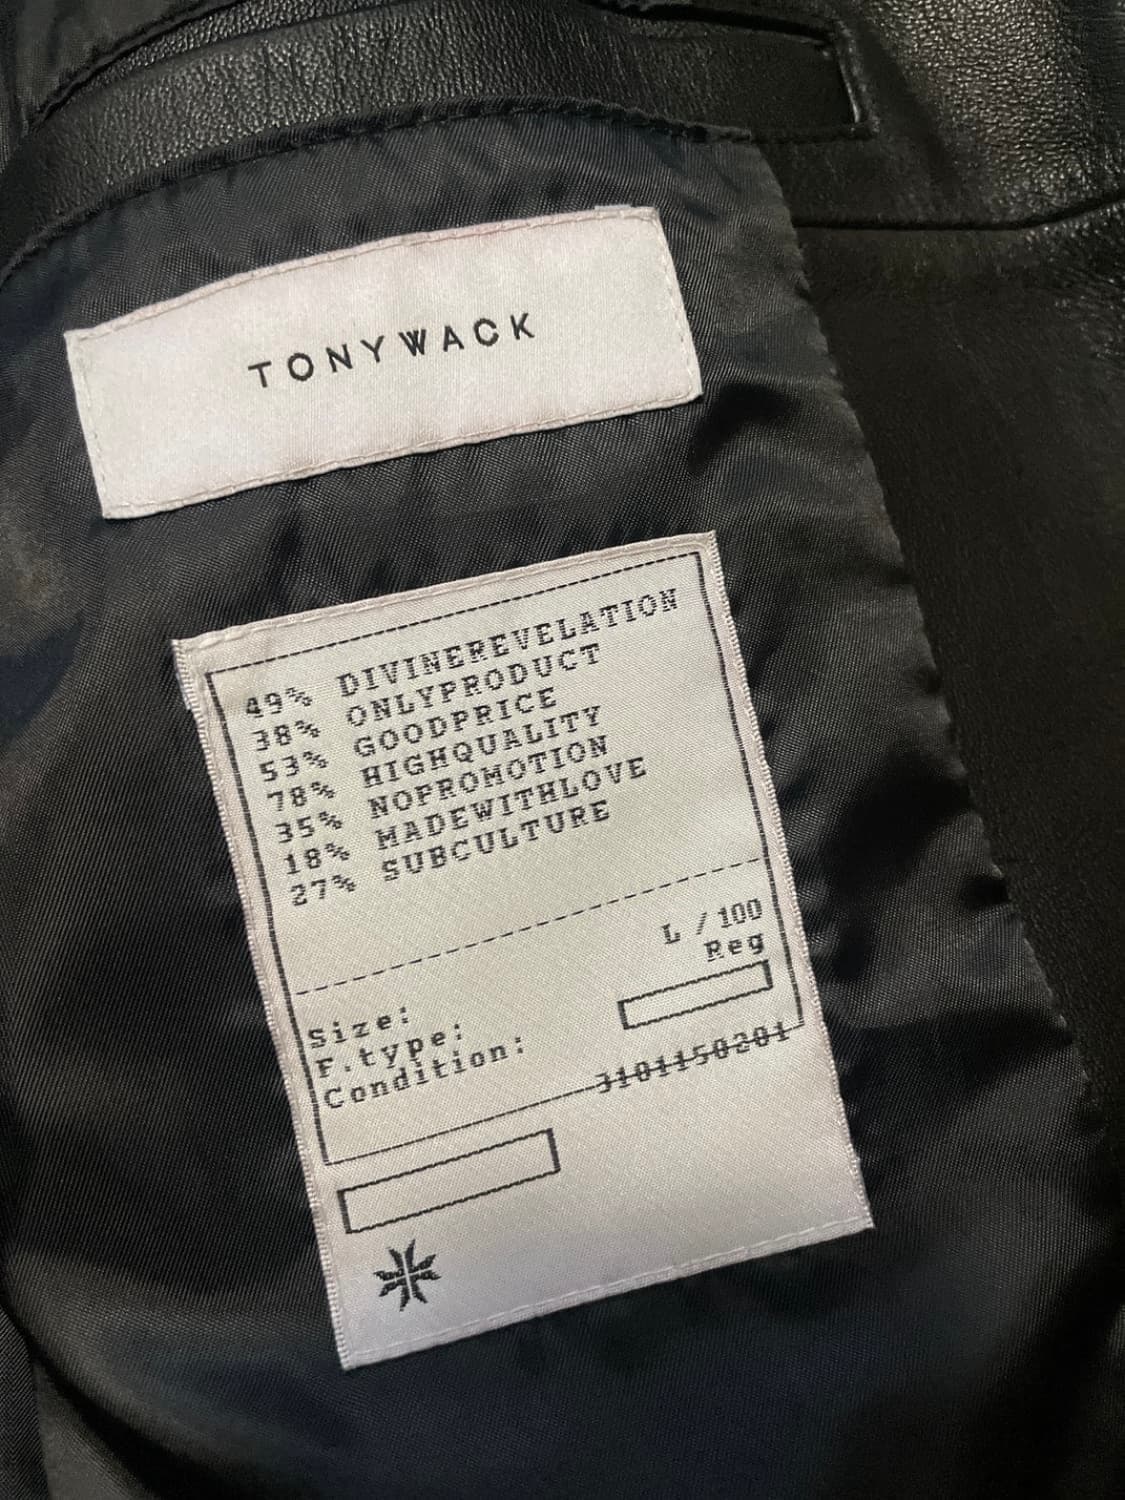 TONYWACK
49% DIVINEREVELATION
38% ONLYPRODUCT
53% GOODPRICE
78% HIGHQUALITY
35% NOPROMOTION
18% MADEWITHLOVE
27% SUBCULTURE
Size: L / 100
F.type: Reg
Condition:
3101150201